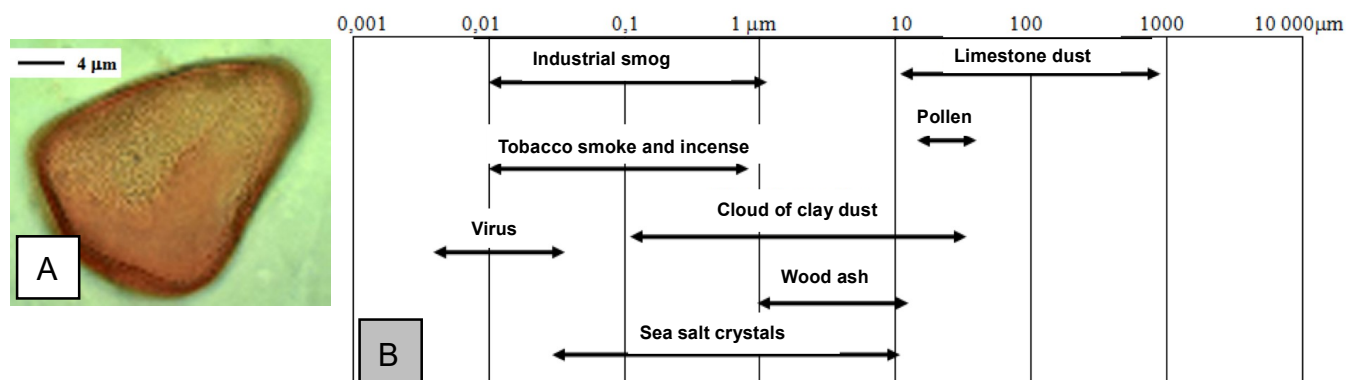 0,001 0,01 0,1 1 µm 10 100 1000 10 000µm
4 µm
Industrial smog
Limestone dust
Pollen
Tobacco smoke and incense
Cloud of clay dust
Virus
Wood ash
Sea salt crystals
A
B